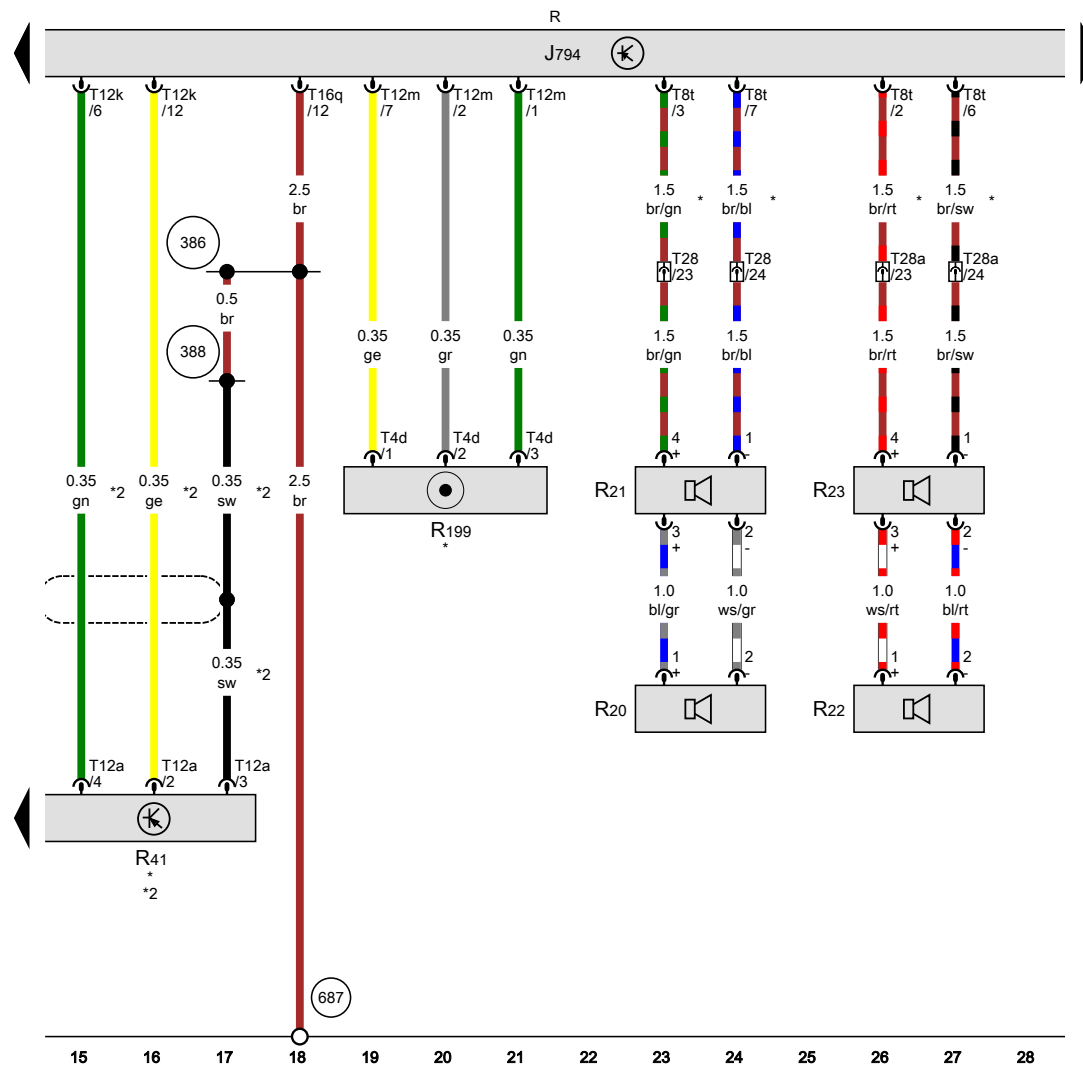 R
J794
T12k
/6
T12k
/12
T16q
/12
T12m
/7
T12m
/2
T12m
/1
T8t
/3
T8t
/7
T8t
/2
T8t
/6
2.5
br
1.5
br/gn
*
1.5
br/bl
*
1.5
br/rt
*
1.5
br/sw
*
386
T28
/23
T28
/24
T28a
/23
T28a
/24
0.5
br
388
0.35
ge
0.35
gr
0.35
gn
1.5
br/gn
1.5
br/bl
1.5
br/rt
1.5
br/sw
T4d
/1
T4d
/2
T4d
/3
4
+
1
-
4
+
1
-
0.35
gn
*2
0.35
ge
*2
0.35
sw
*2
2.5
br
R199
*
R21
R23
3
+
2
-
3
+
2
-
1.0
bl/gr
1.0
ws/gr
1.0
ws/rt
1.0
bl/rt
0.35
sw
*2
1
+
2
-
1
+
2
-
R20
R22
T12a
/4
T12a
/2
T12a
/3
R41
*
*2
687
15 16 17 18 19 20 21 22 23 24 25 26 27 28